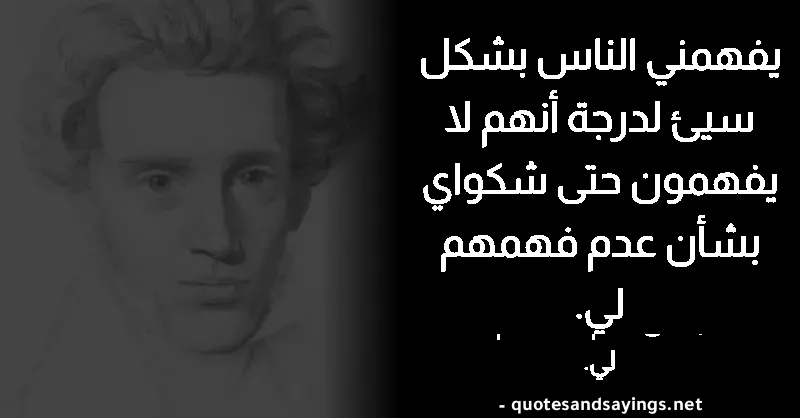 يفهمني الناس بشكل
سيئ لدرجة أنهم لا
يفهمون حتى شكواي
بشأن عدم فهمهم
لي.
لي.
- quotesandsayings.net